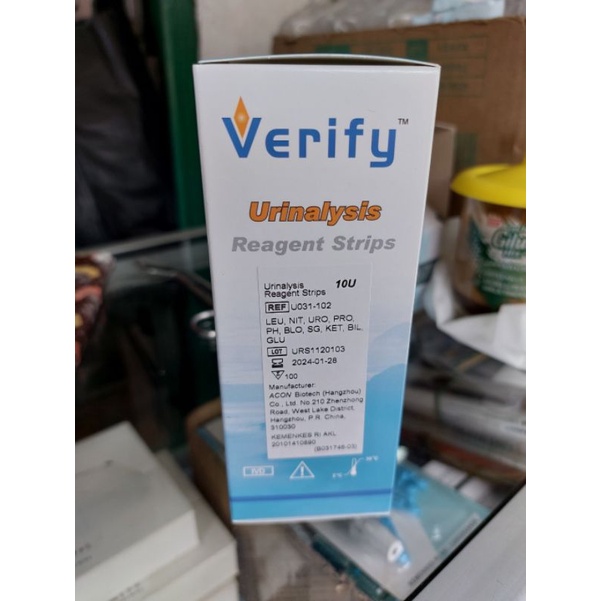 Verify™
Urinalysis
Reagent Strips
Urinalysis
Reagent Strips 10U
REF U031-102
LEU, NIT, URO, PRO,
PH, BLO, SG, KET, BIL,
GLU
LOT URS1120103
2024-01-28
100
Manufacturer:
ACON Biotech (Hangzhou)
Co., Ltd. No.210 Zhenzhong
Road, West Lake District,
Hangzhou, P.R. China,
310030
KEMENKES RI AKL
IVD